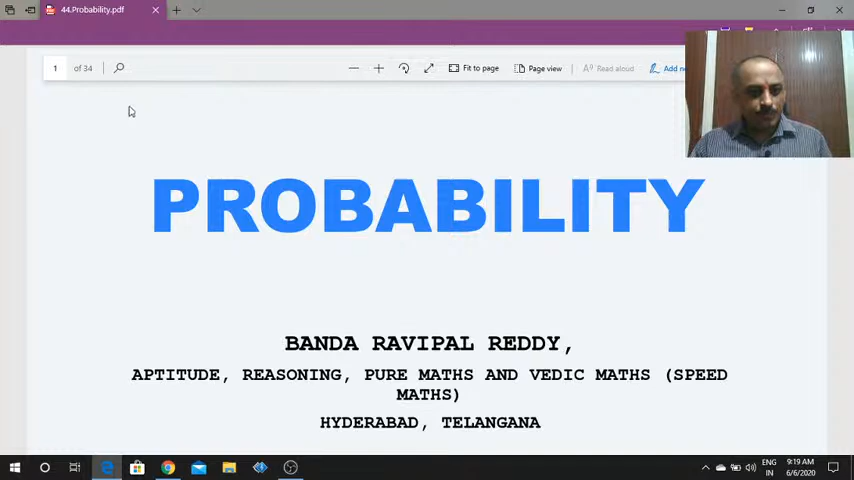 44.Probability.pdf
1 of 34
Fit to page
Page view
Read aloud
Add
PROBABILITY
BANDA RAVIPAL REDDY,
APTITUDE, REASONING, PURE MATHS AND VEDIC MATHS (SPEED
MATHS)
HYDERABAD, TELANGANA
ENG
IN
9:19 AM
6/6/2020